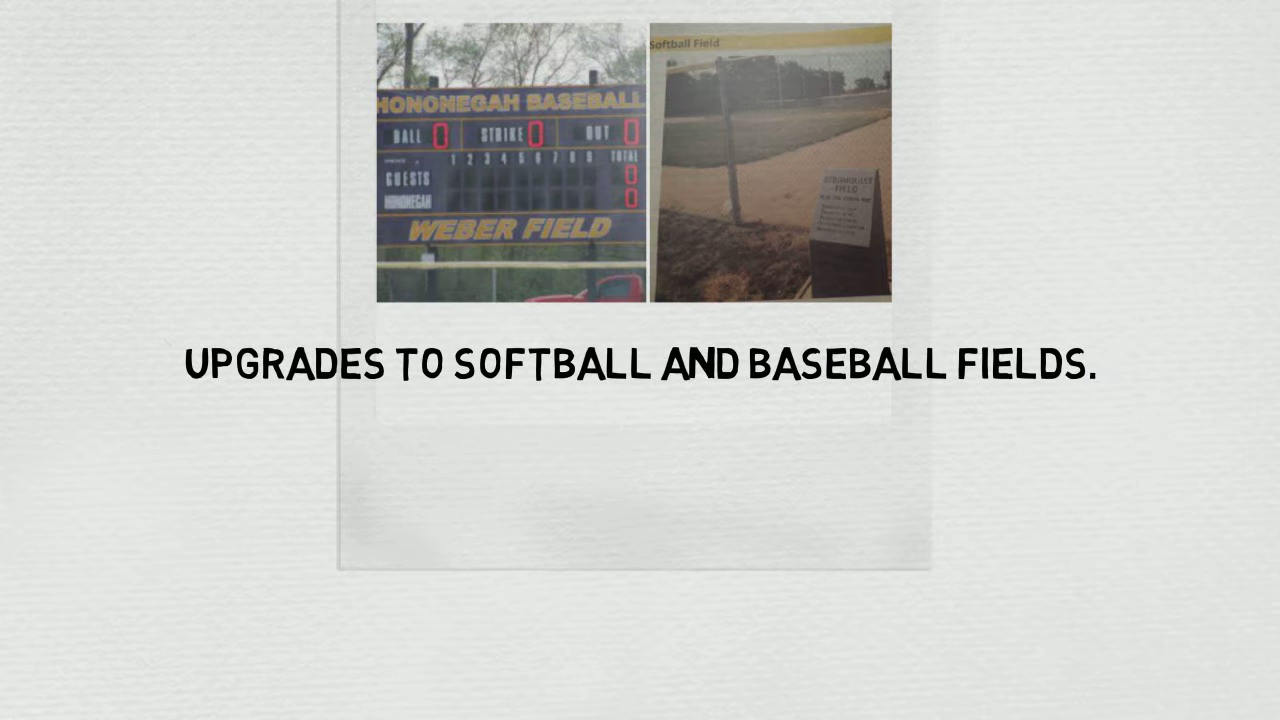 HONONEGAH BASEBALL
BALL 0 STRIKE 0 OUT 0
1 2 3 4 5 6 7 8 9 TOTAL
GUESTS 0
HONONEGAH 0
WEBER FIELD
Softball Field
FIELD
UPGRADES TO SOFTBALL AND BASEBALL FIELDS.